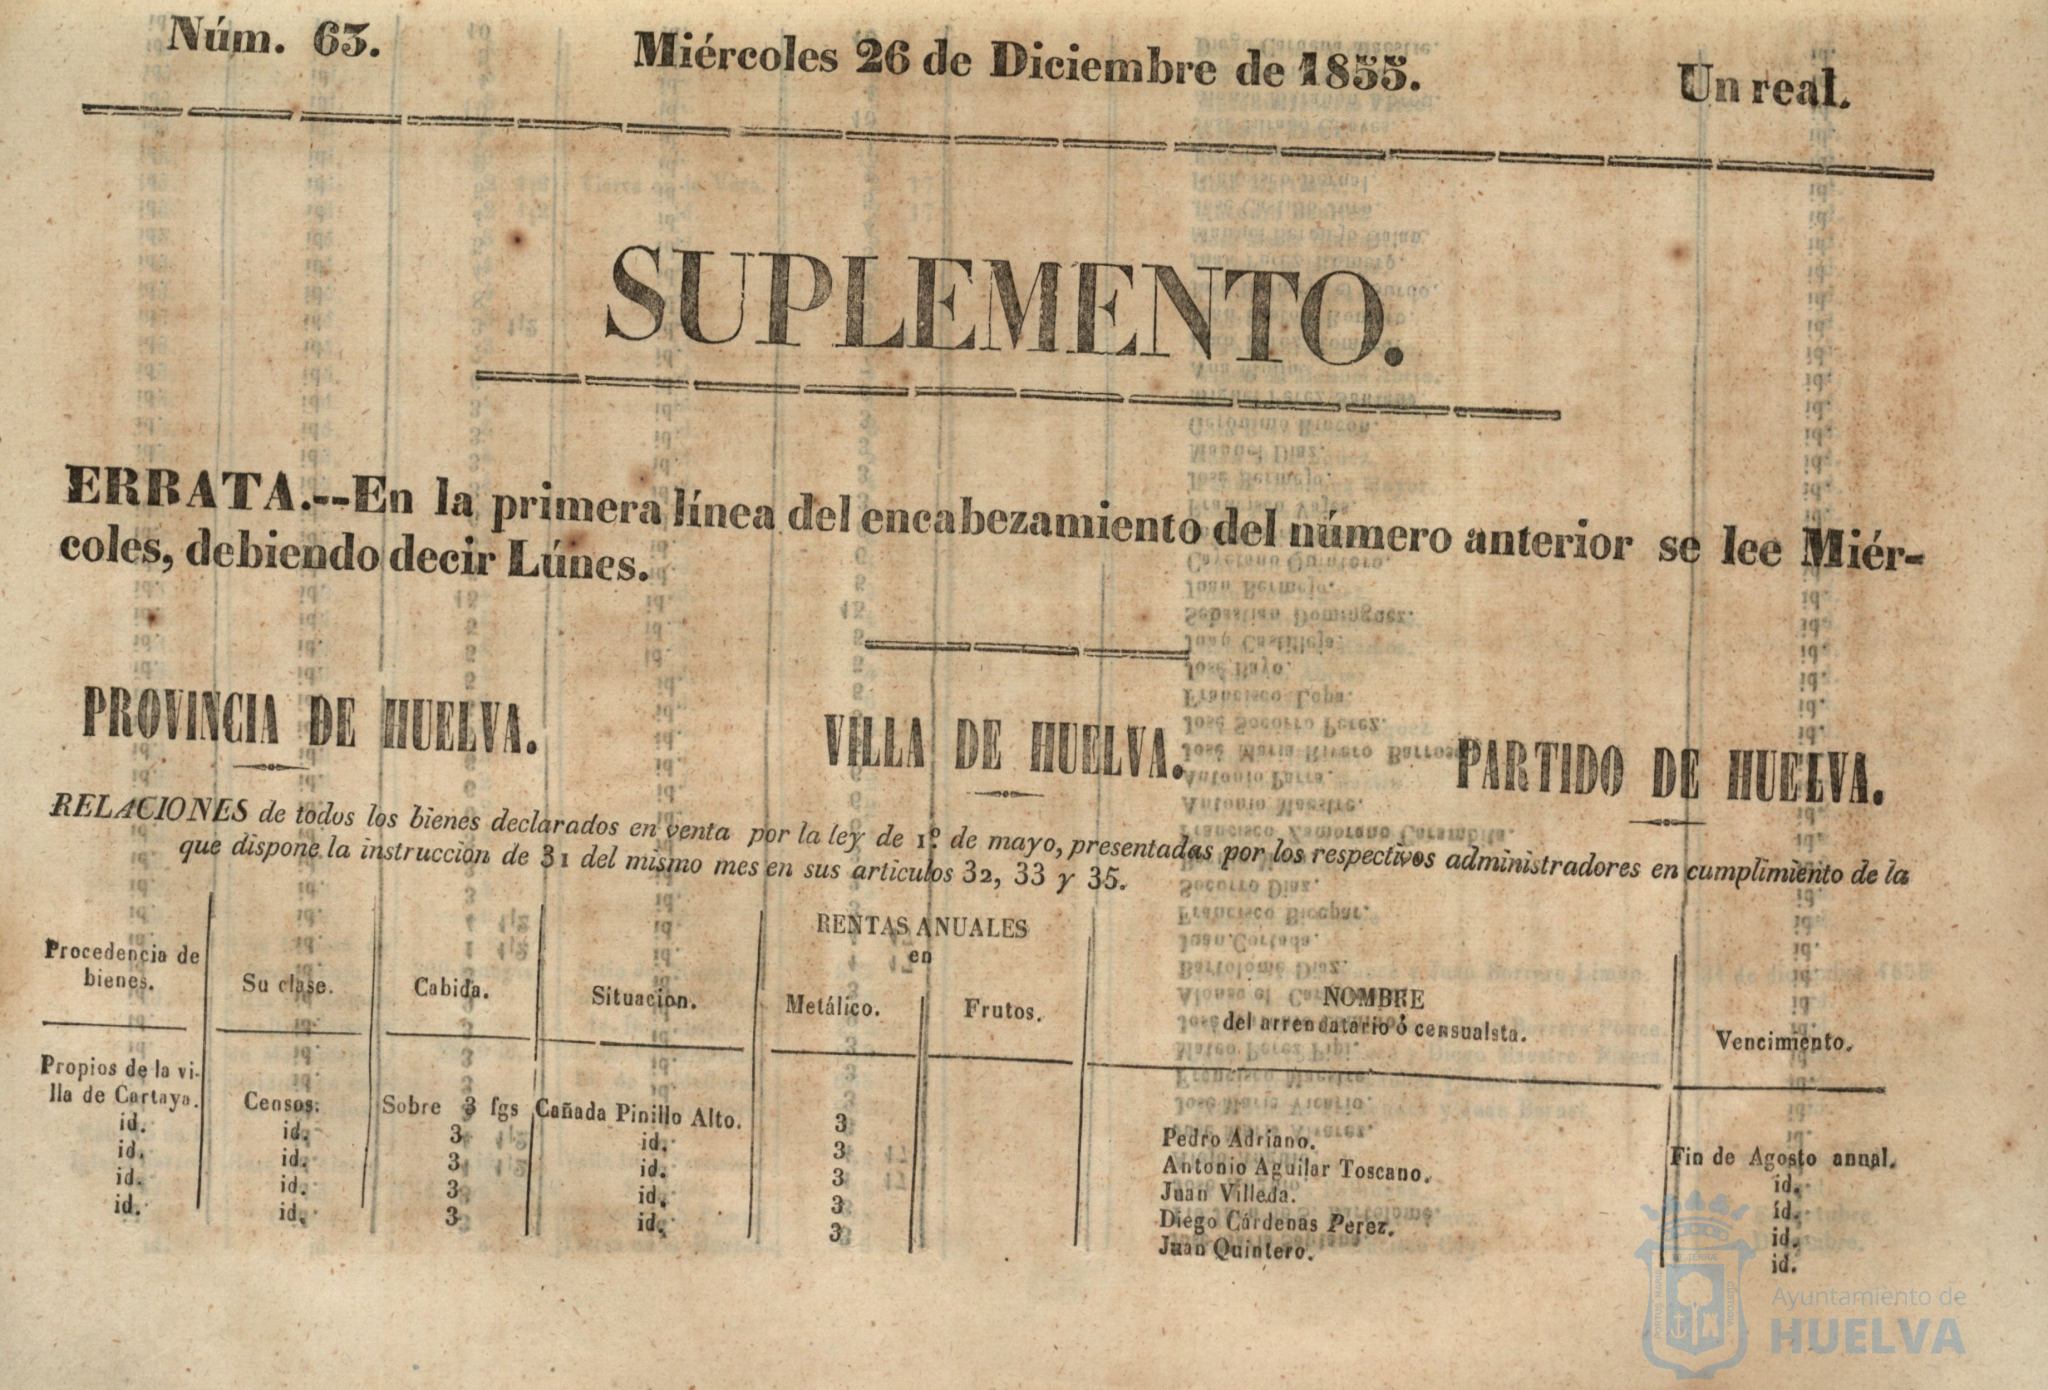 Núm. 63. Miércoles 26 de Diciembre de 1855. Un real.
SUPLEMENTO.
ERRATA.--En la primera línea del encabezamiento del número anterior se lee Miér-
coles, debiendo decir Lúnes.
PROVINCIA DE HUELVA. VILLA DE HUELVA. PARTIDO DE HUELVA.
RELACIONES de todos los bienes declarados en venta por la ley de 1º. de mayo, presentadas por los respectivos administradores en cumplimiento de la
que dispone la instruccion de 31 del mismo mes en sus articulos 32, 33 y 35.
RENTAS ANUALES
en
Procedencia de
bienes.
Su clase. Cabida. Situacion. Metálico. Frutos. NOMBRE
del arrendatario ó censualsta. Vencimiento.
Propios de la vi-
lla de Cartaya. Censos. Sobre 3 fgs Cañada Pinillo Alto. 3 Pedro Adriano. Fin de Agosto annal.
id. id. 3 id. 3 Antonio Aguilar Toscano. id.
id. id. 3 id. 3 Juan Villeda. íd.
id. id. 3 id. 3 Diego Cárdenas Perez. id.
id. id. 3 id. 3 Juan Quintero. id.
Ayuntamiento de
HUELVA